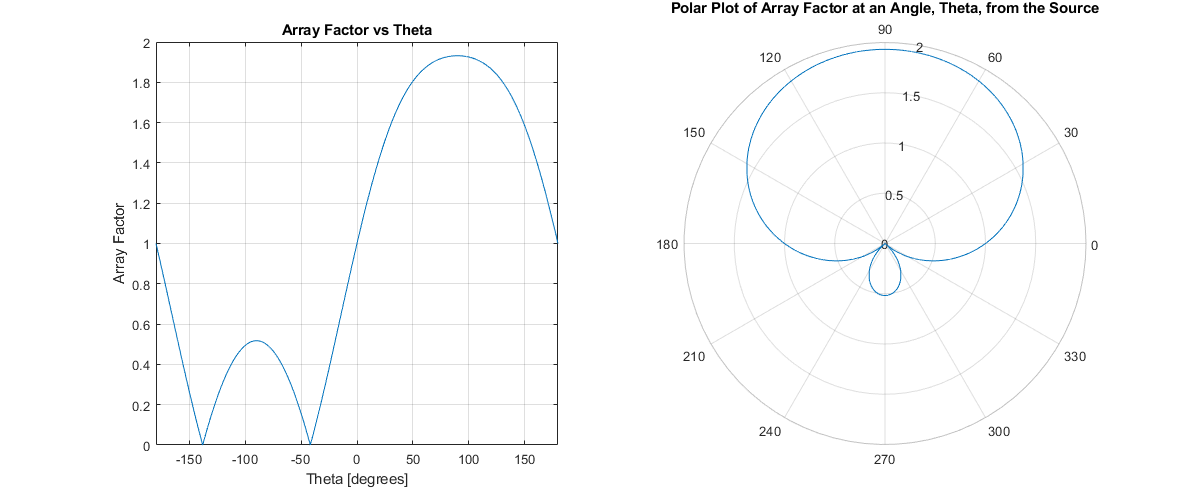 Array Factor vs Theta
2
1.8
1.6
1.4
1.2
1
0.8
0.6
0.4
0.2
0
Array Factor
-150 -100 -50 0 50 100 150
Theta [degrees]
Polar Plot of Array Factor at an Angle, Theta, from the Source
90
120 2 60
1.5
150 30
1
0.5
180 0 0
210 330
240 300
270